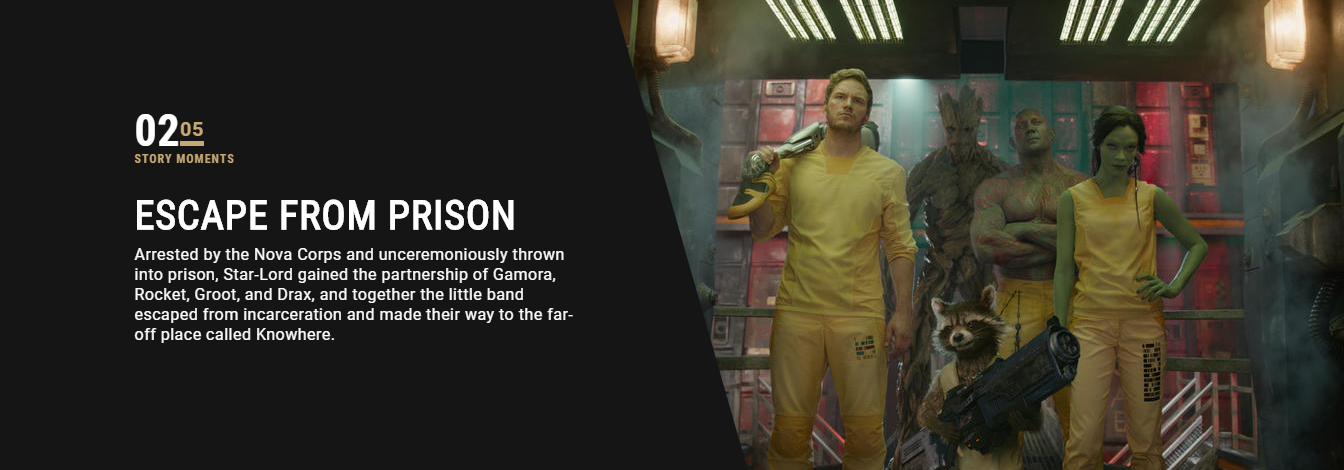 0205
STORY MOMENTS
ESCAPE FROM PRISON
Arrested by the Nova Corps and unceremoniously thrown
into prison, Star-Lord gained the partnership of Gamora,
Rocket, Groot, and Drax, and together the little band
escaped from incarceration and made their way to the far-
off place called Knowhere.